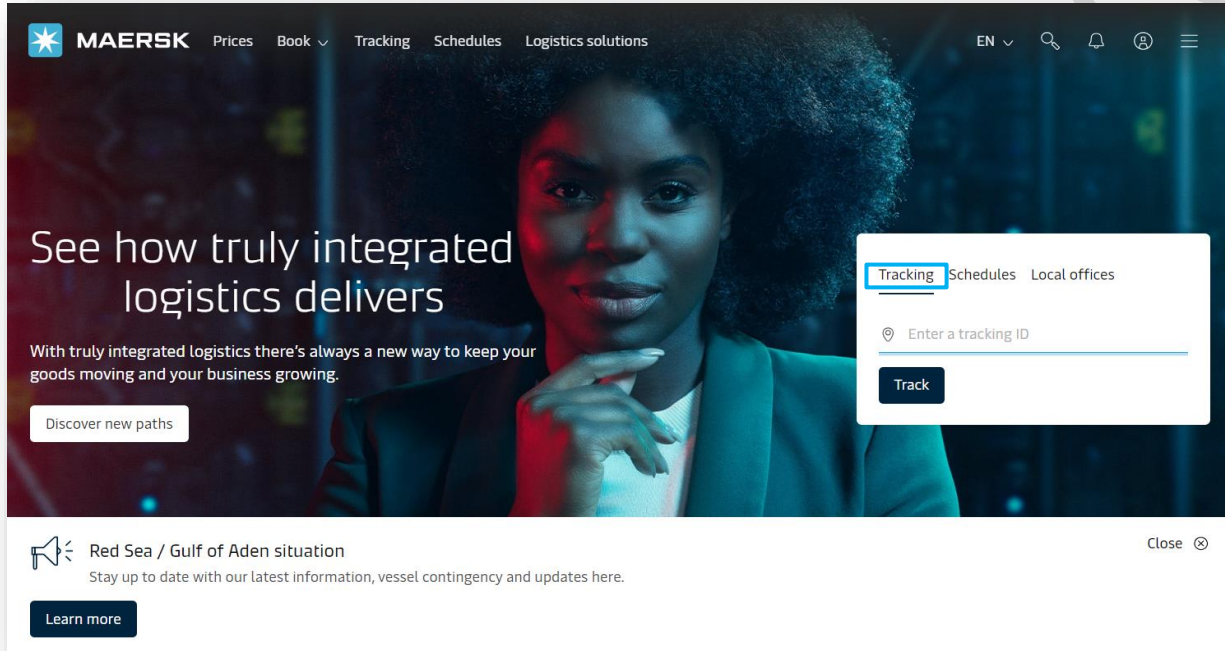 MAERSK Prices Book Tracking Schedules Logistics solutions EN
See how truly integrated
logistics delivers
With truly integrated logistics there's always a new way to keep your
goods moving and your business growing.
Discover new paths
Tracking Schedules Local offices
Enter a tracking ID
Track
Red Sea / Gulf of Aden situation
Close
Stay up to date with our latest information, vessel contingency and updates here.
Learn more